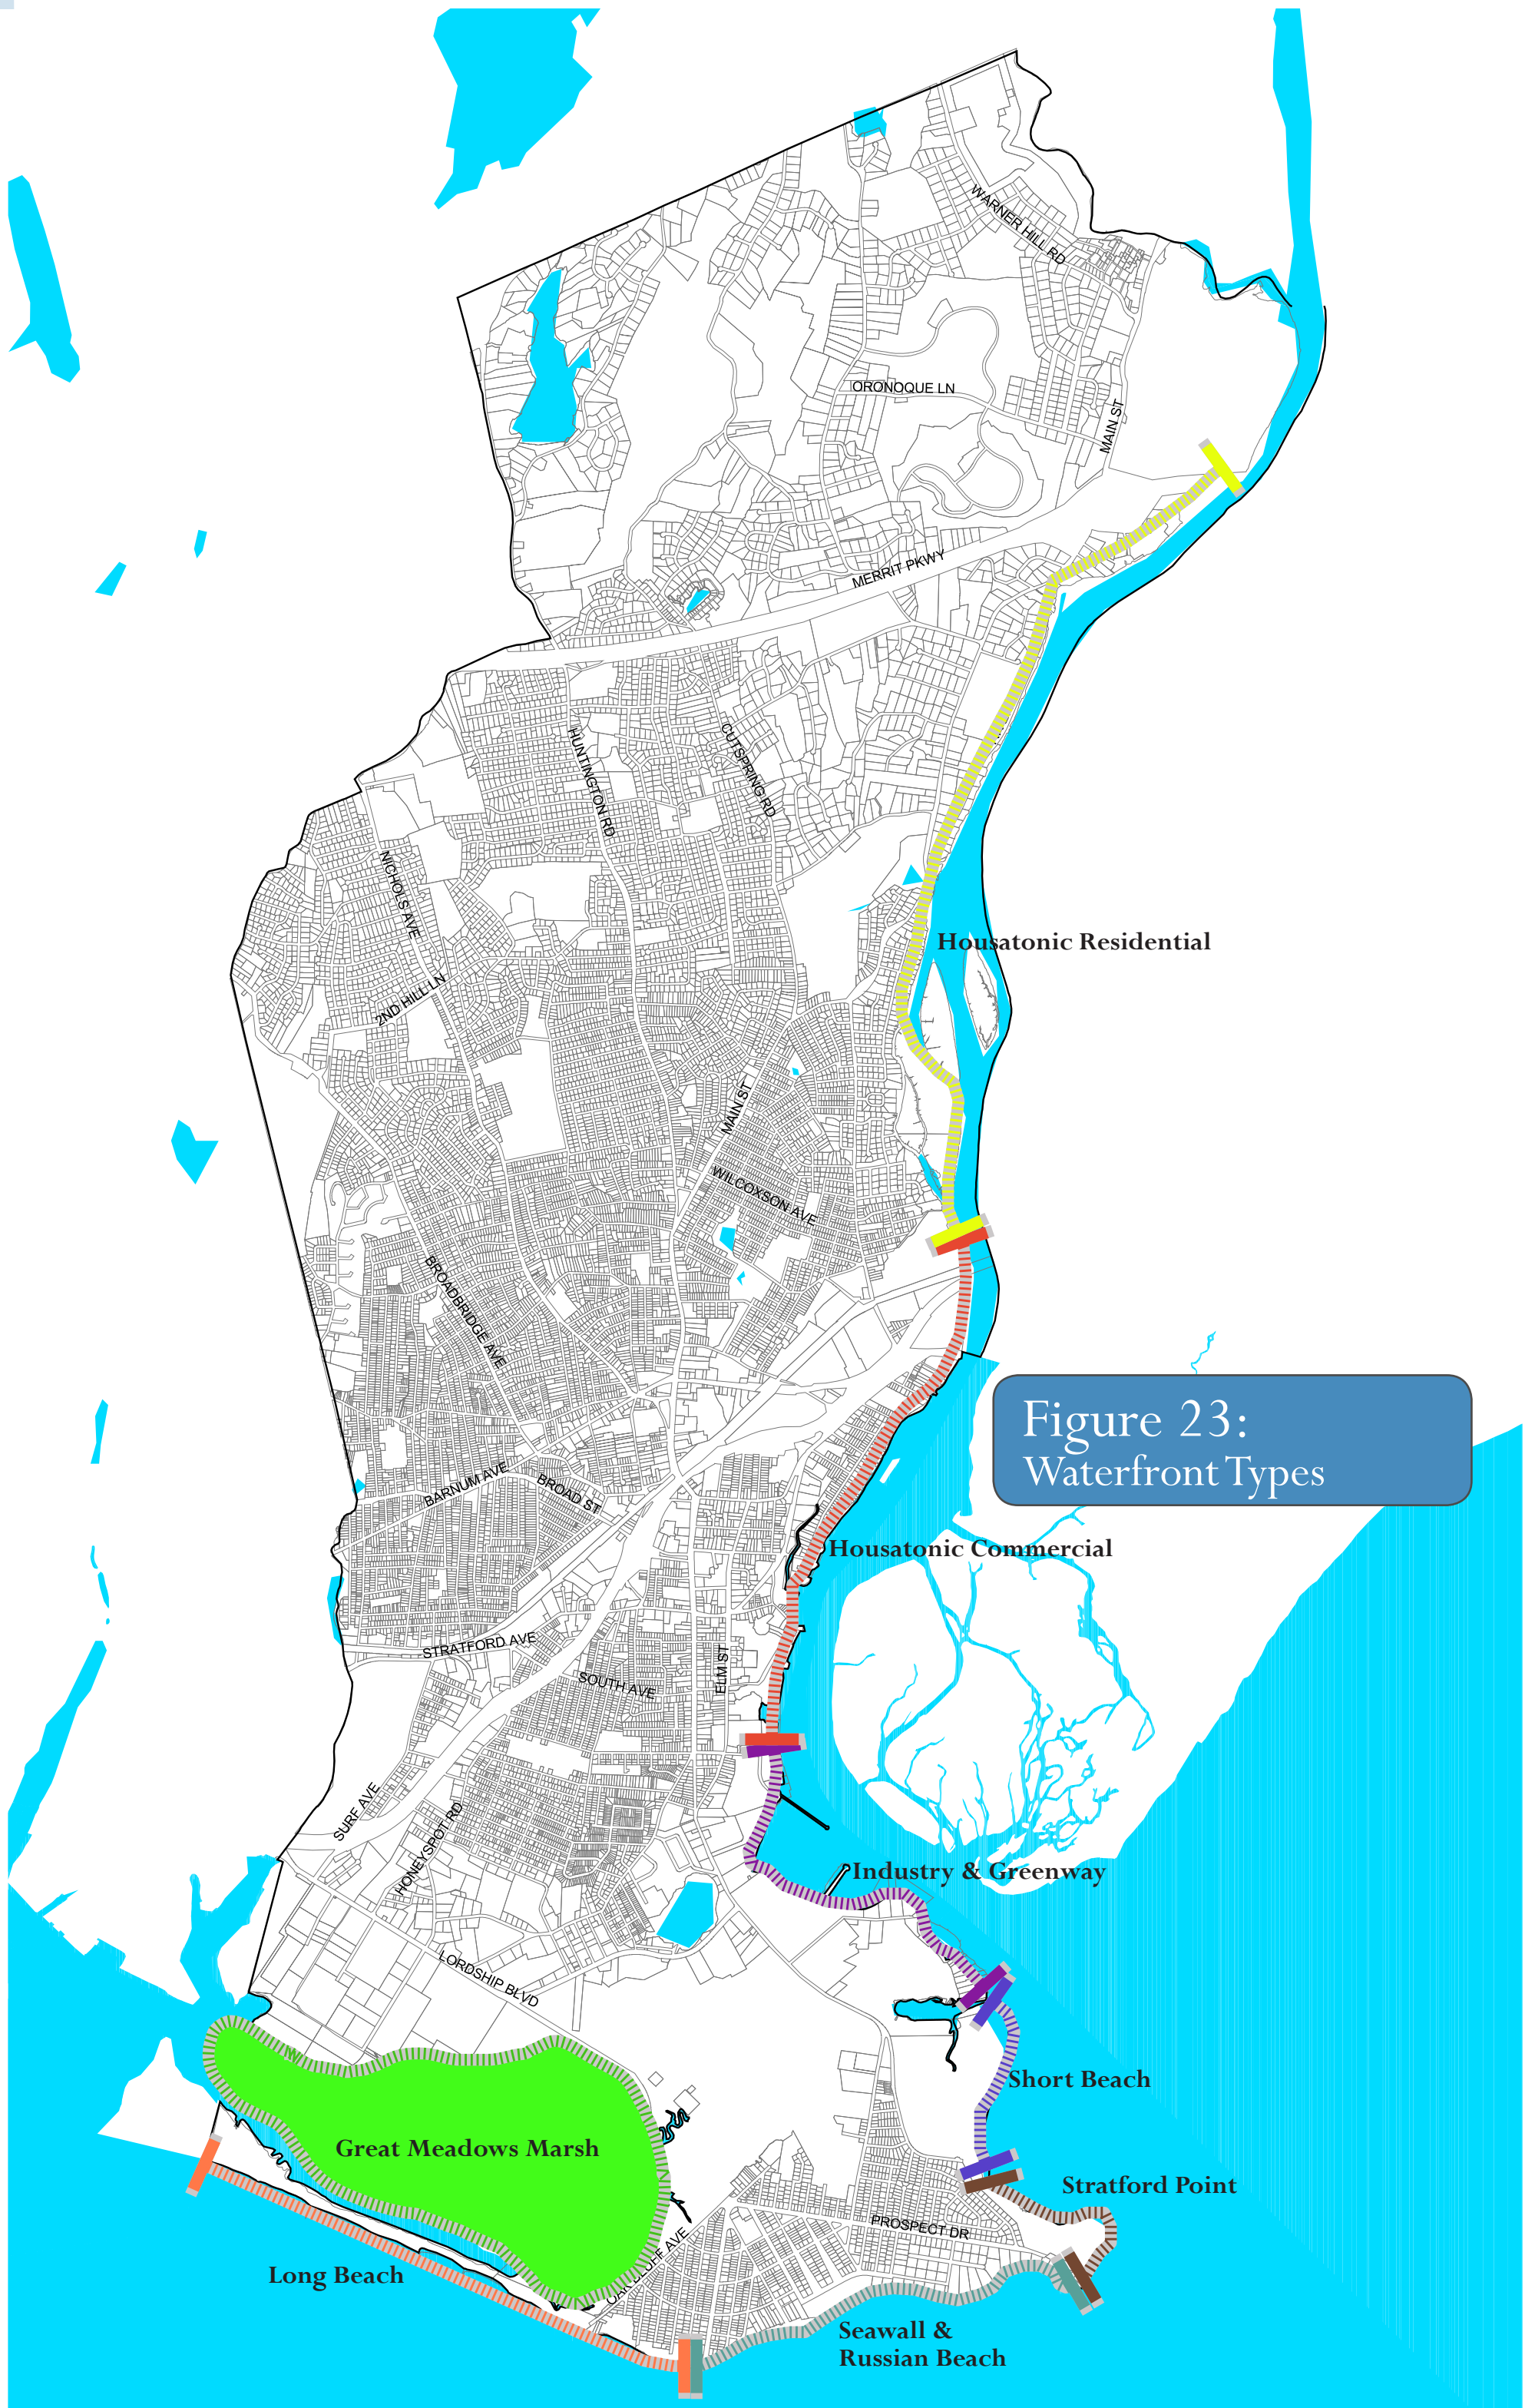 WARNER HILL RD
ORONOQUE LN
MAIN ST
MERRIT PKWY
HUNTINGTON RD
CUTSPRING RD
NICHOLS AVE
Housatonic Residential
2ND HILL LN
MAIN ST
WILCOXSON AVE
BROADBRIDGE AVE
Figure 23:
Waterfront Types
BARNUM AVE
BROAD ST
Housatonic Commercial
STRATFORD AVE
ELM ST
SOUTH AVE
SURF AVE
HONEYSPOT RD
Industry & Greenway
LORDSHIP BLVD
Short Beach
Great Meadows Marsh
Stratford Point
PROSPECT DR
AVE
Long Beach
Seawall &
Russian Beach